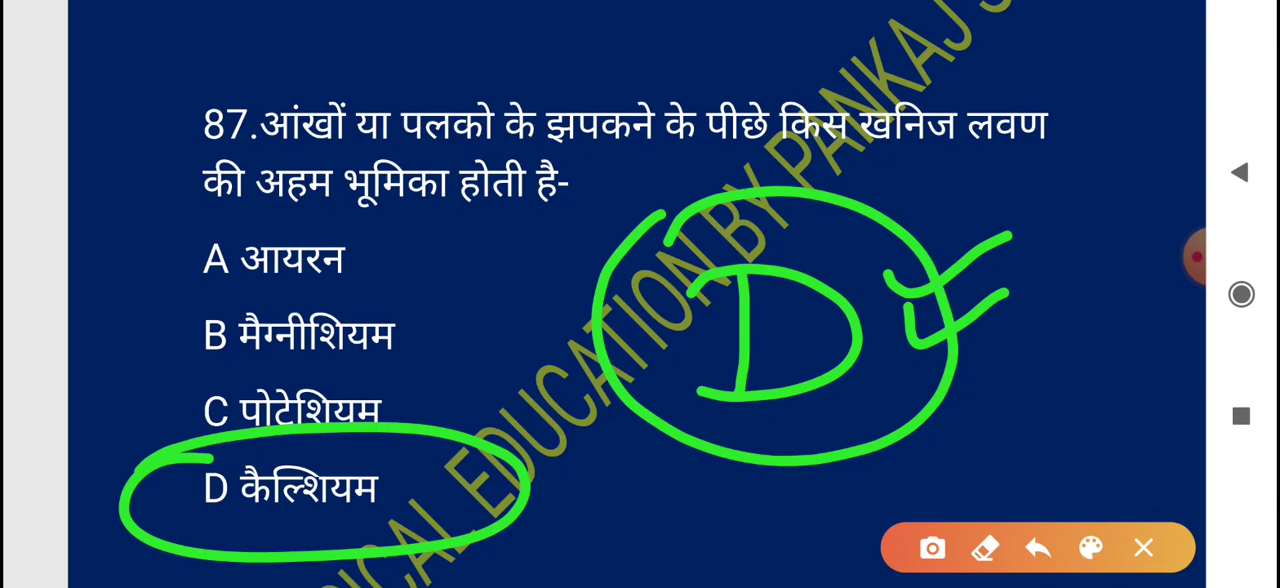 87.आंखों या पलको के झपकने के पीछे किस खनिज लवण
की अहम भूमिका होती है-
A आयरन
B मैग्नीशियम
C पोटेशियम
D कैल्शियम
D
EDUCATION BY PANKAJ